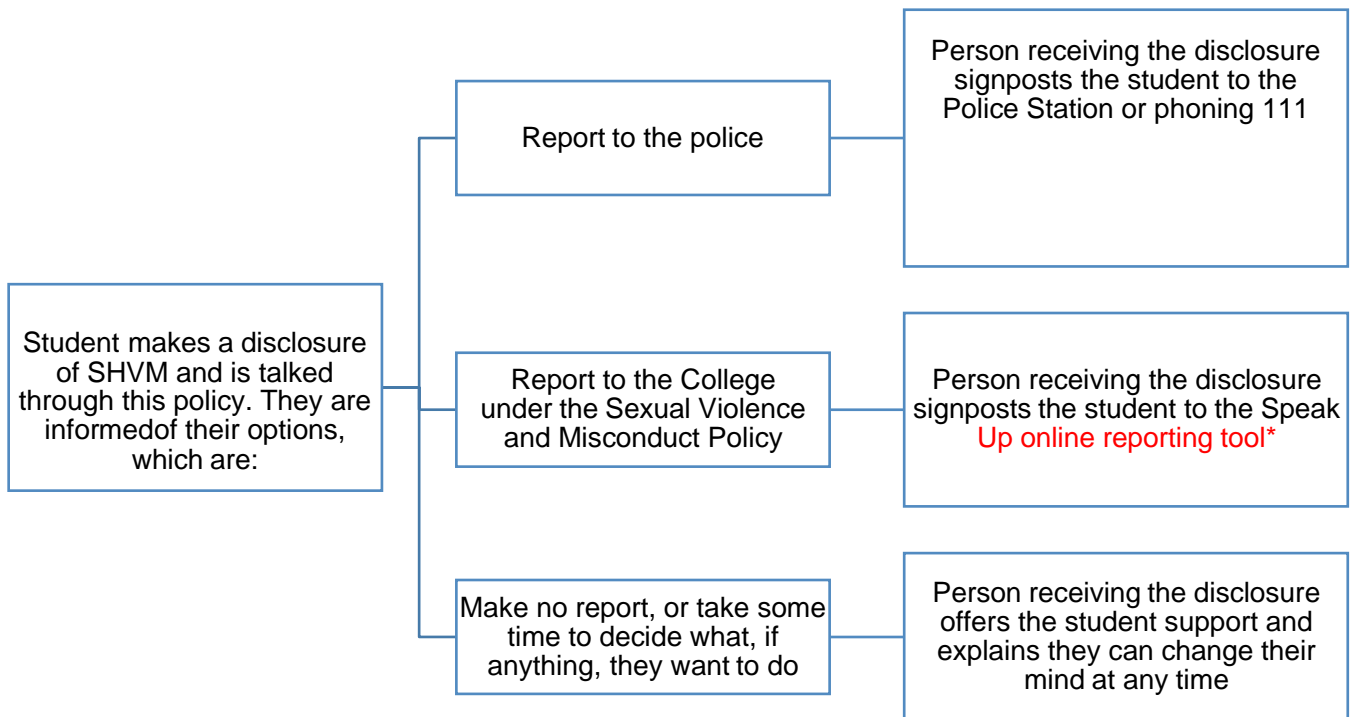 Student makes a disclosure
of SHVM and is talked
through this policy. They are
informedof their options,
which are:
Report to the police
Person receiving the disclosure
signposts the student to the
Police Station or phoning 111
Report to the College
under the Sexual Violence
and Misconduct Policy
Person receiving the disclosure
signposts the student to the Speak
Up online reporting tool*
Make no report, or take some
time to decide what, if
anything, they want to do
Person receiving the disclosure
offers the student support and
explains they can change their
mind at any time